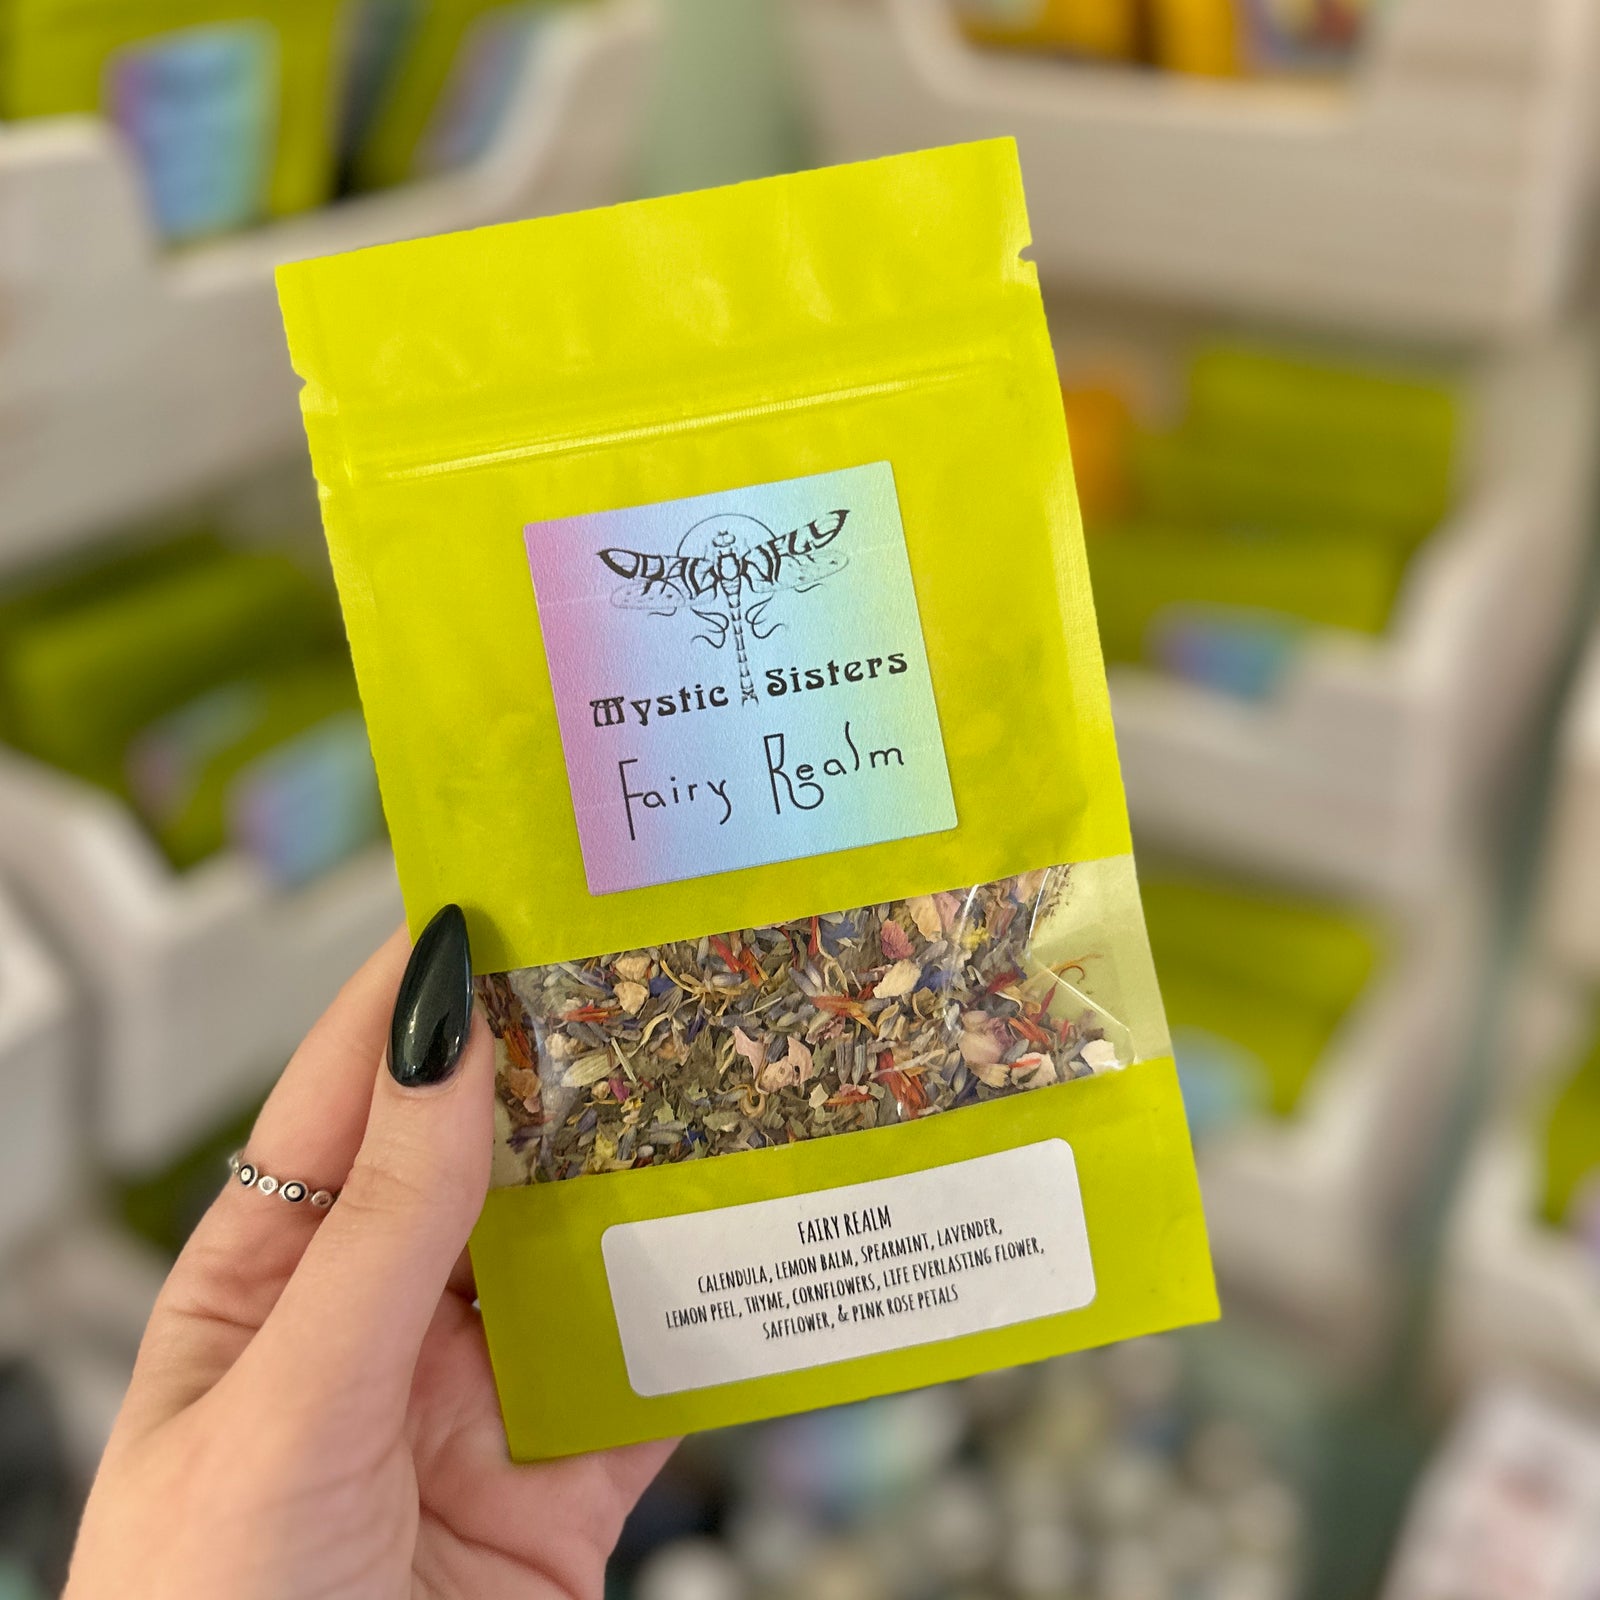 DRAGONFLY
Mystic Sisters
Fairy Realm
FAIRY REALM
CALENDULA, LEMON BALM, SPEARMINT, LAVENDER,
LEMON PEEL, THYME, CORNFLOWERS, LIFE EVERLASTING FLOWER,
SAFFLOWER, & PINK ROSE PETALS